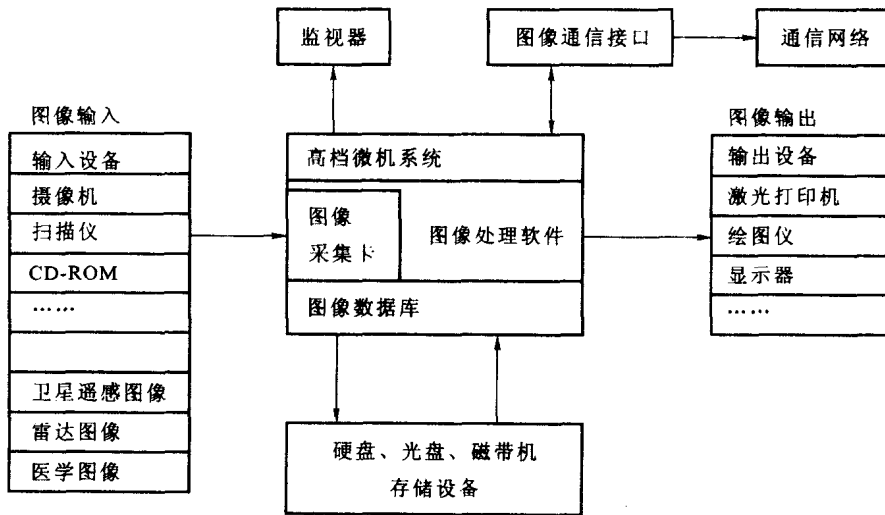 监视器
图像通信接口
通信网络
图像输入
输入设备
摄像机
扫描仪
CD-ROM
……
卫星遥感图像
雷达图像
医学图像
高档微机系统
图像
采集卡
图像处理软件
图像数据库
硬盘、光盘、磁带机
存储设备
图像输出
输出设备
激光打印机
绘图仪
显示器
……